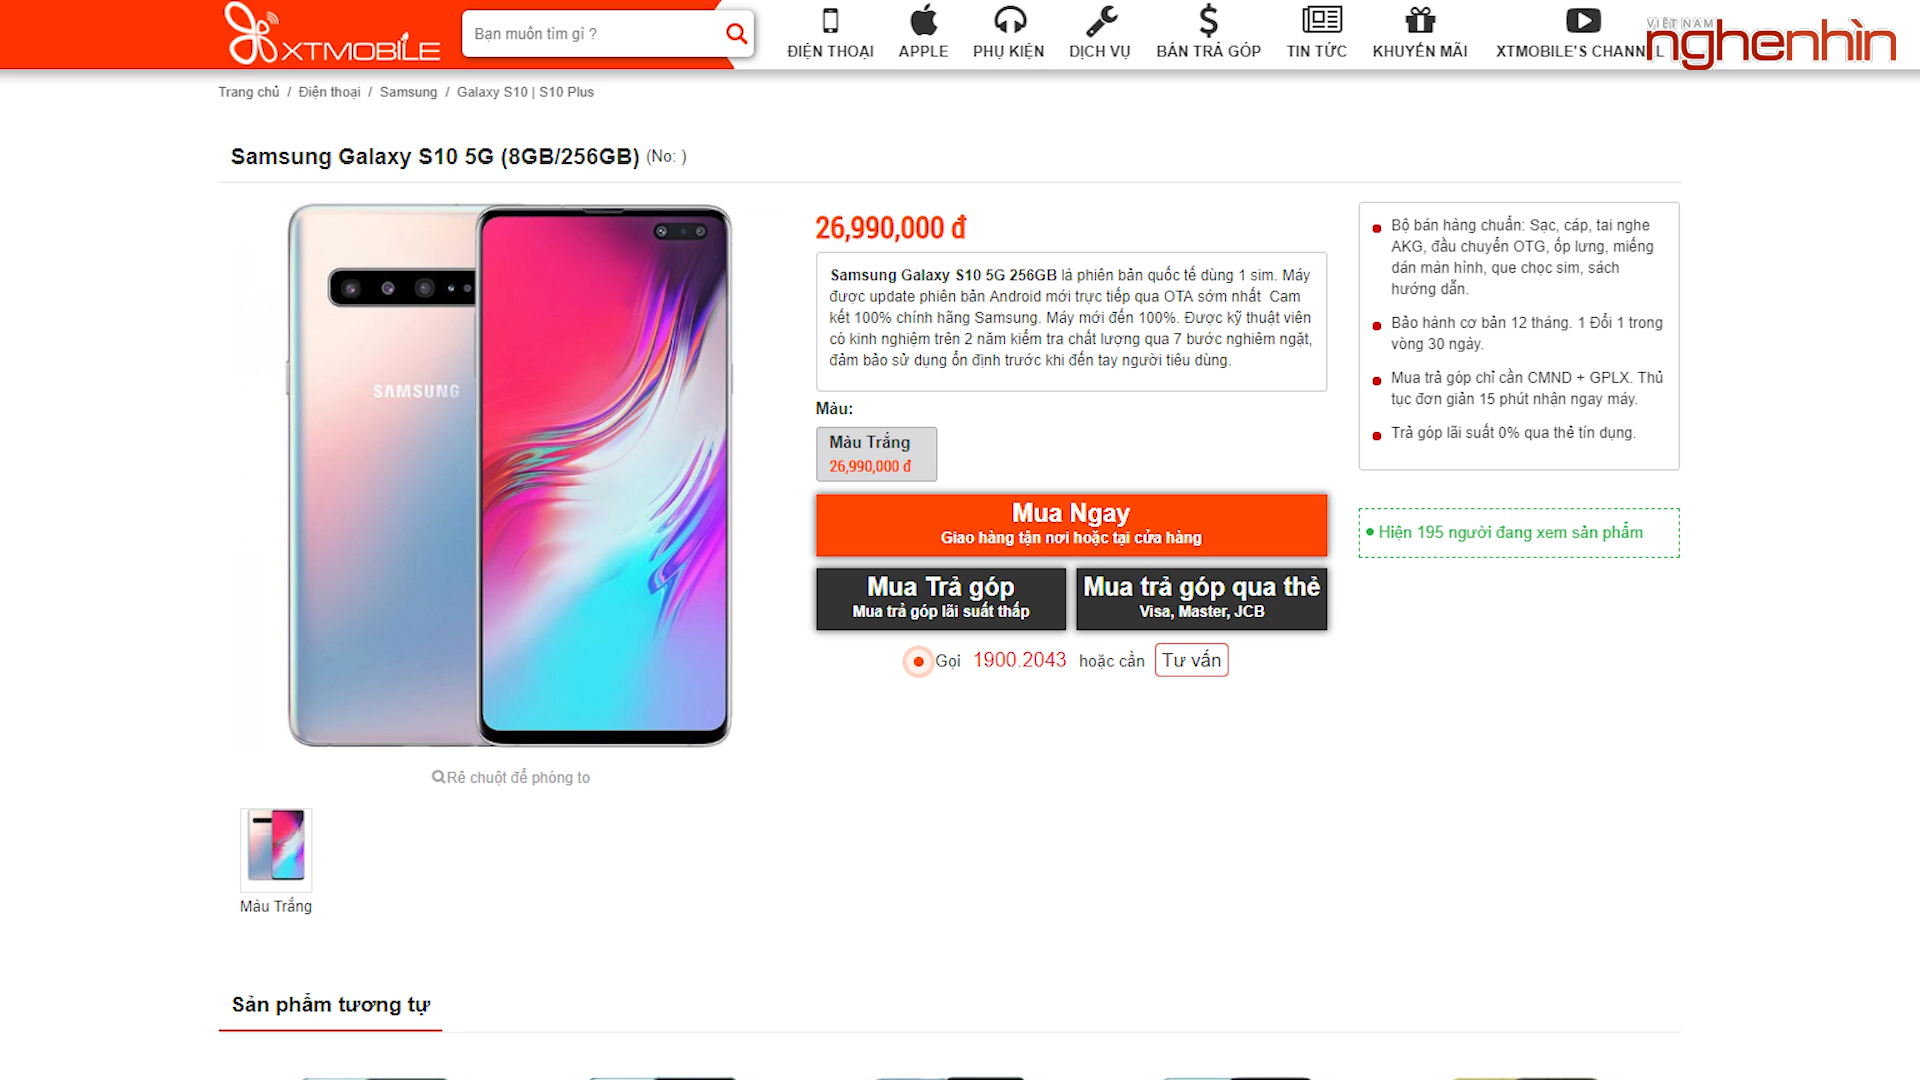 XTMOBILE
Bạn muốn tìm gì ?
ĐIỆN THOẠI
APPLE
PHỤ KIỆN
DỊCH VỤ
BÁN TRẢ GÓP
TIN TỨC
KHUYẾN MÃI
XTMOBILE'S CHANNEL
VIỆT NAM
nghenhìn
Trang chủ / Điện thoại / Samsung / Galaxy S10 | S10 Plus
Samsung Galaxy S10 5G (8GB/256GB) (No: )
SAMSUNG
Rê chuột để phóng to
Màu Trắng
26,990,000 đ
Samsung Galaxy S10 5G 256GB là phiên bản quốc tế dùng 1 sim. Máy
được update phiên bản Android mới trực tiếp qua OTA sớm nhất Cam
kết 100% chính hãng Samsung. Máy mới đến 100%. Được kỹ thuật viên
có kinh nghiệm trên 2 năm kiểm tra chất lượng qua 7 bước nghiêm ngặt,
đảm bảo sử dụng ổn định trước khi đến tay người tiêu dùng.
Màu:
Màu Trắng
26,990,000 đ
Mua Ngay
Giao hàng tận nơi hoặc tại cửa hàng
Mua Trả góp
Mua trả góp lãi suất thấp
Mua trả góp qua thẻ
Visa, Master, JCB
Gọi 1900.2043 hoặc cần Tư vấn
Bộ bán hàng chuẩn: Sạc, cáp, tai nghe
AKG, đầu chuyển OTG, ốp lưng, miếng
dán màn hình, que chọc sim, sách
hướng dẫn.
Bảo hành cơ bản 12 tháng. 1 Đổi 1 trong
vòng 30 ngày.
Mua trả góp chỉ cần CMND + GPLX. Thủ
tục đơn giản 15 phút nhận ngay máy.
Trả góp lãi suất 0% qua thẻ tín dụng.
Hiện 195 người đang xem sản phẩm
Sản phẩm tương tự